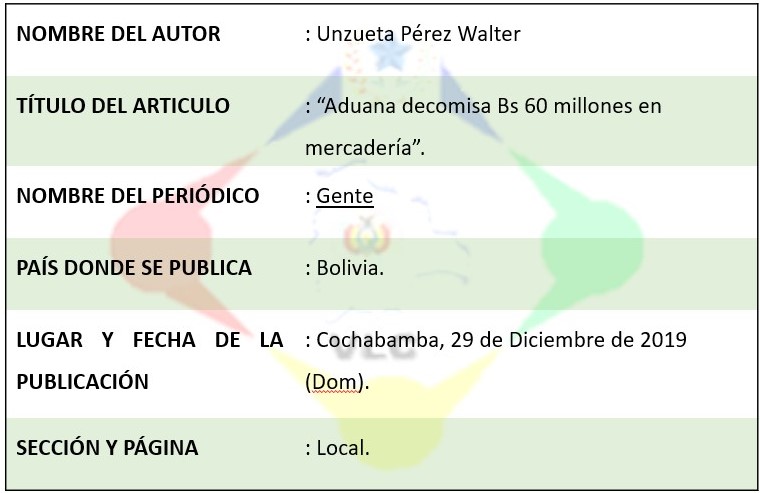 NOMBRE DEL AUTOR : Unzueta Pérez Walter
TÍTULO DEL ARTICULO : “Aduana decomisa Bs 60 millones en
mercadería”.
NOMBRE DEL PERIÓDICO : Gente
PAÍS DONDE SE PUBLICA : Bolivia.
LUGAR Y FECHA DE LA : Cochabamba, 29 de Diciembre de 2019
PUBLICACIÓN (Dom).
VLC
SECCIÓN Y PÁGINA : Local.